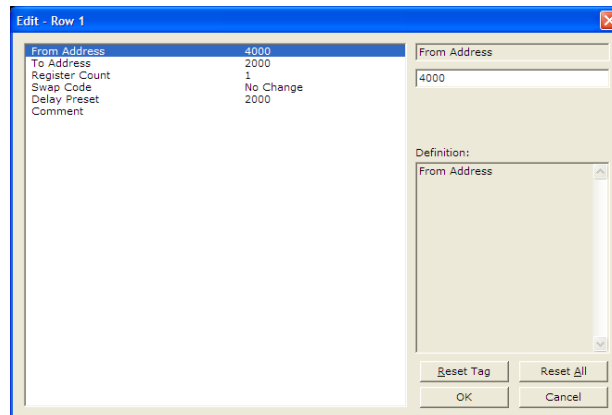 Edit - Row 1
From Address 4000
To Address 2000
Register Count 1
Swap Code No Change
Delay Preset 2000
Comment
From Address
4000
Definition:
From Address
Reset Tag Reset All
OK Cancel